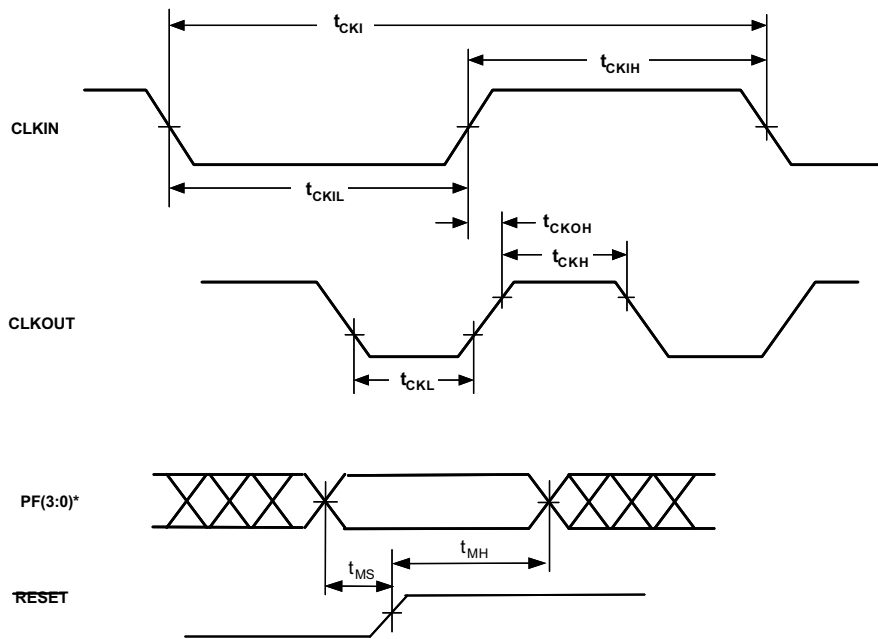 tCKI
tCKIH
CLKIN
tCKIL
tCKOH
tCKH
CLKOUT
tCKL
PF(3:0)*
tMH
tMS
RESET